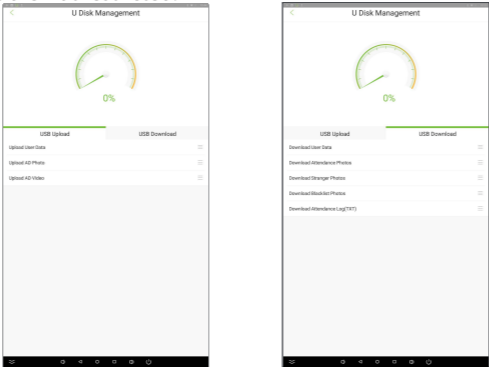 U Disk Management
0%
USB Upload USB Download
Upload User Data
Upload AD Photo
Upload AD Video
U Disk Management
0%
USB Upload USB Download
Download User Data
Download Attendance Photos
Download Stranger Photos
Download Blacklist Photos
Download Attendance Log(TXT)